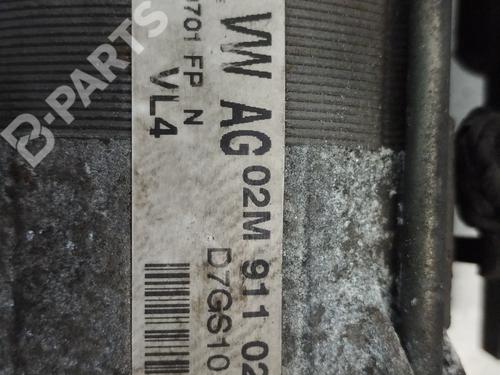 VW AG 02M 911 02
701 FP N
VL4
D7GS10
B-PARTS